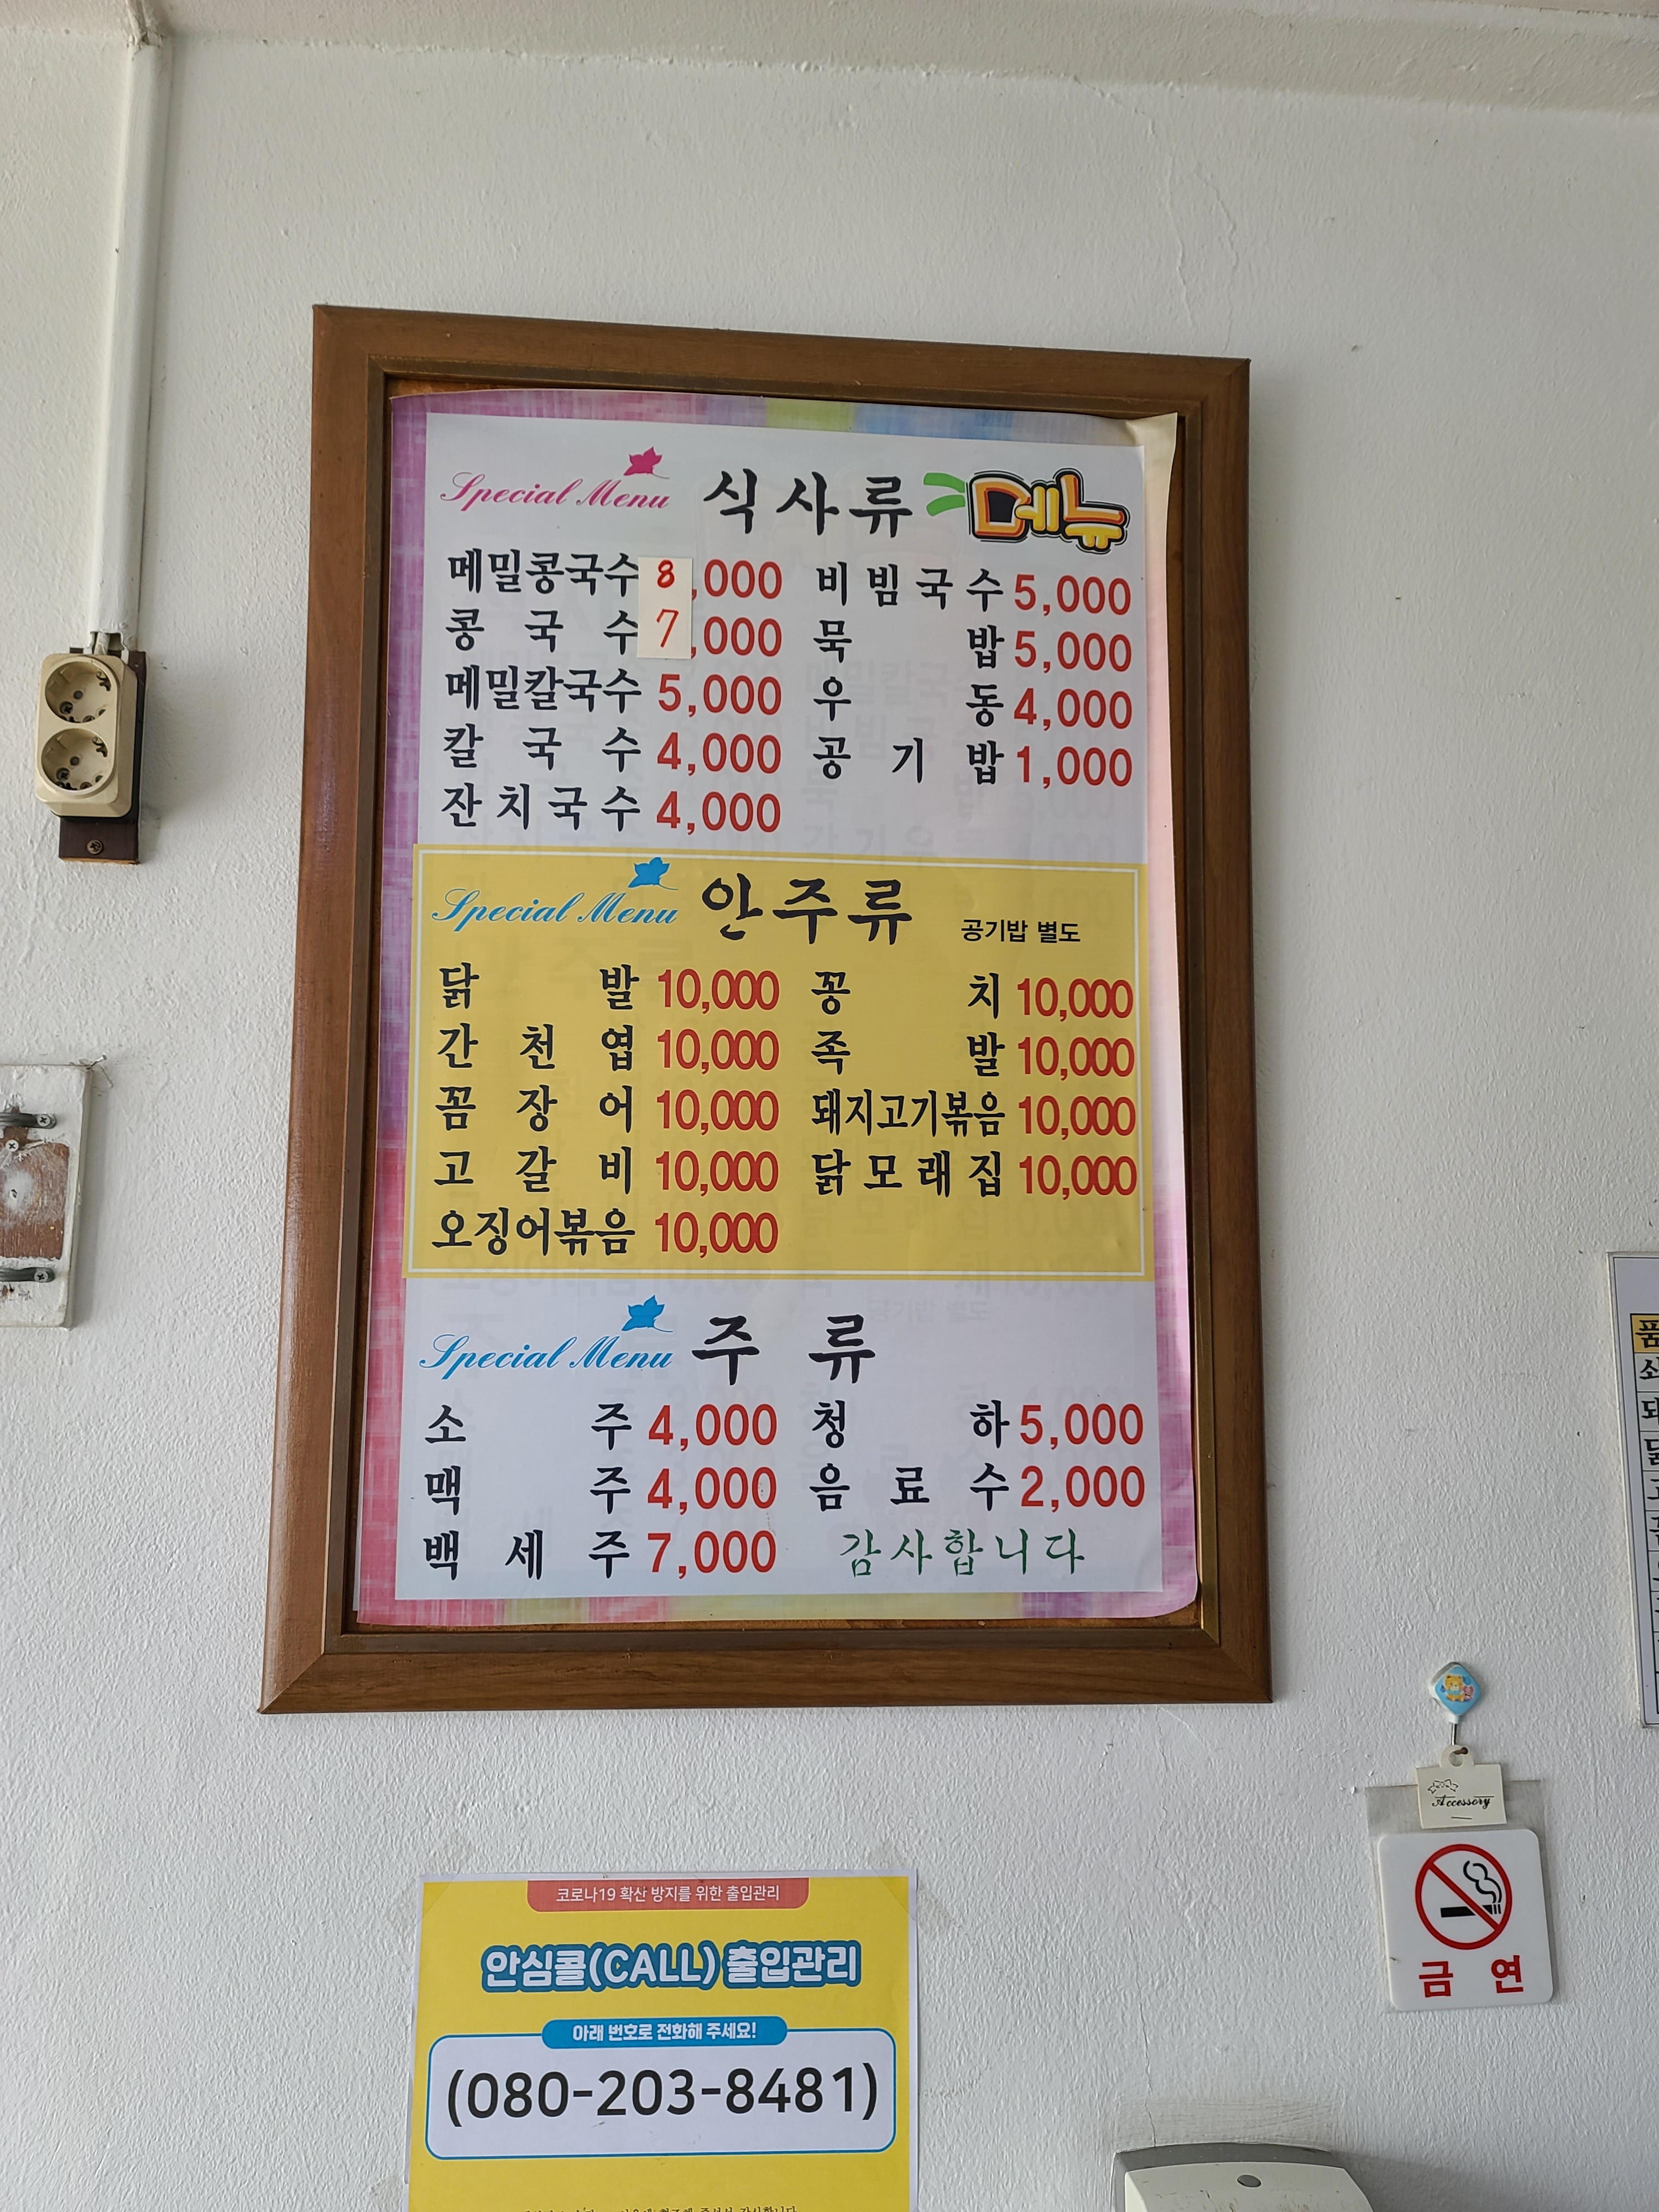 Special Menu 식사류 메뉴
메밀콩국수 8,000 비빔국수 5,000
콩국수 7,000 묵밥 5,000
메밀칼국수 5,000 우동 4,000
칼국수 4,000 공기밥 1,000
잔치국수 4,000
Special Menu 안주류 공기밥 별도
닭발 10,000 꽁치 10,000
간천엽 10,000 족발 10,000
꼼장어 10,000 돼지고기볶음 10,000
고갈비 10,000 닭모래집 10,000
오징어볶음 10,000
Special Menu 주류
소주 4,000 청하 5,000
맥주 4,000 음료수 2,000
백세주 7,000 감사합니다
Accessory
금연
코로나19 확산 방지를 위한 출입관리
안심콜(CALL) 출입관리
아래 번호로 전화해 주세요!
(080-203-8481)